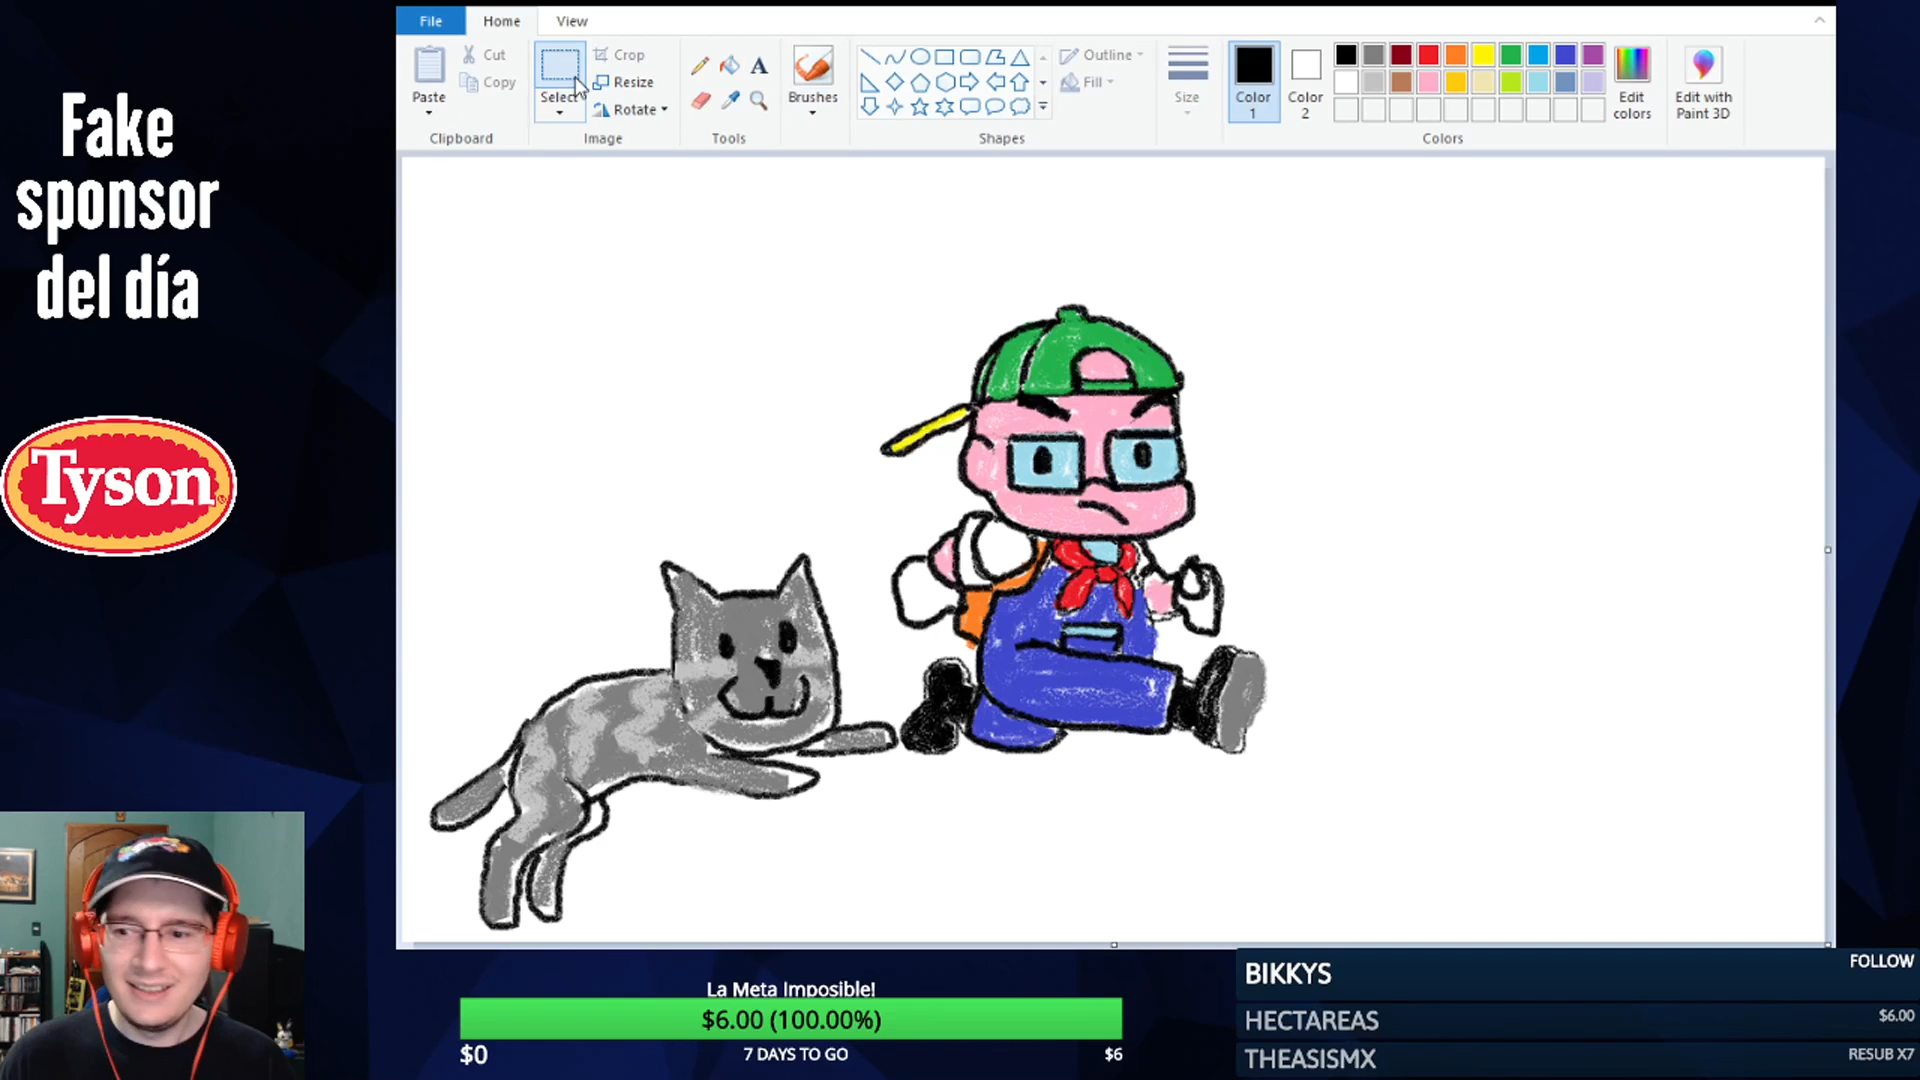 File Home View
Paste
Cut
Copy
Clipboard
Select
Crop
Resize
Rotate
Image
A
Tools
Brushes
Outline
Fill
Shapes
Size
Color
1
Color
2
Edit
colors
Edit with
Paint 3D
Colors
Fake
sponsor
del día
Tyson
La Meta Imposible!
$6.00 (100.00%)
$0 7 DAYS TO GO $6
BIKKYS FOLLOW
HECTAREAS $6.00
THEASISMX RESUB X7